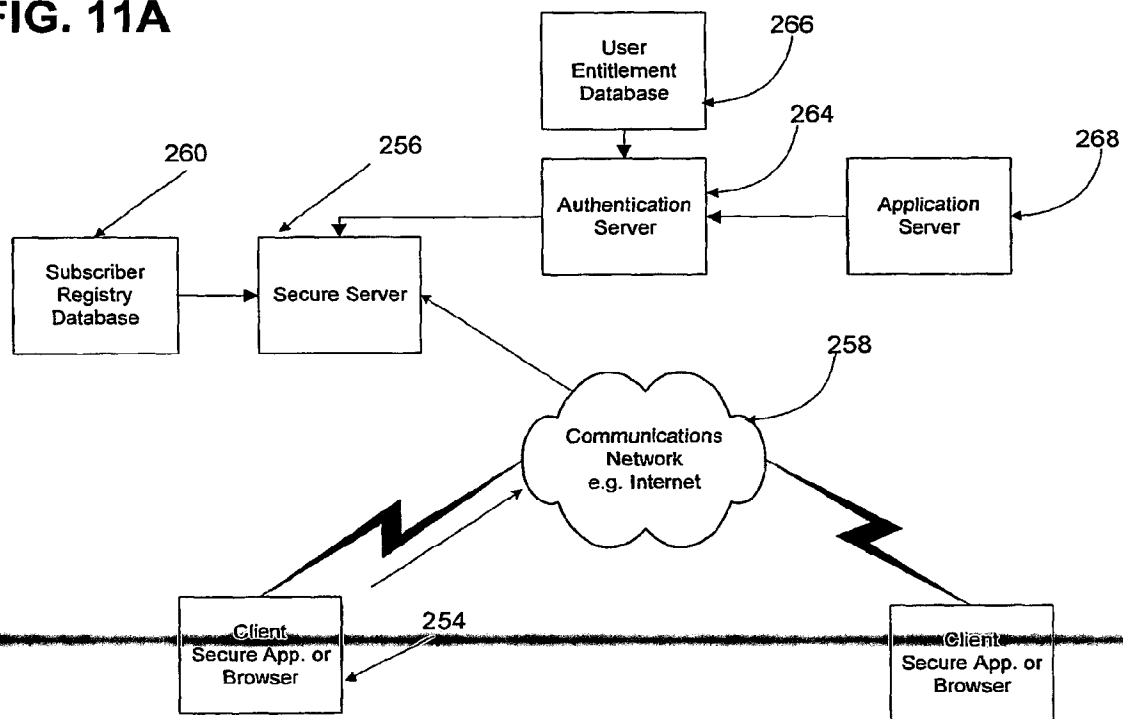 FIG. 11A
266
User
Entitlement
Database
264
260
256
268
Authentication
Server
Application
Server
Subscriber
Registry
Database
Secure Server
258
Communications
Network
e.g. Internet
254
Client
Secure App. or
Browser
Client
Secure App. or
Browser